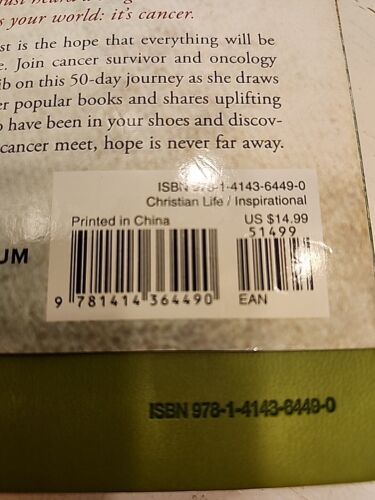 your world: it's cancer.
st is the hope that everything will be
e. Join cancer survivor and oncology
ib on this 50-day journey as she draws
er popular books and shares uplifting
o have been in your shoes and discov-
cancer meet, hope is never far away.
ISBN 978-1-4143-6449-0
Christian Life / Inspirational
Printed in China
US $14.99
51499
UM
9 781414 364490
EAN
ISBN 978-1-4143-6449-0